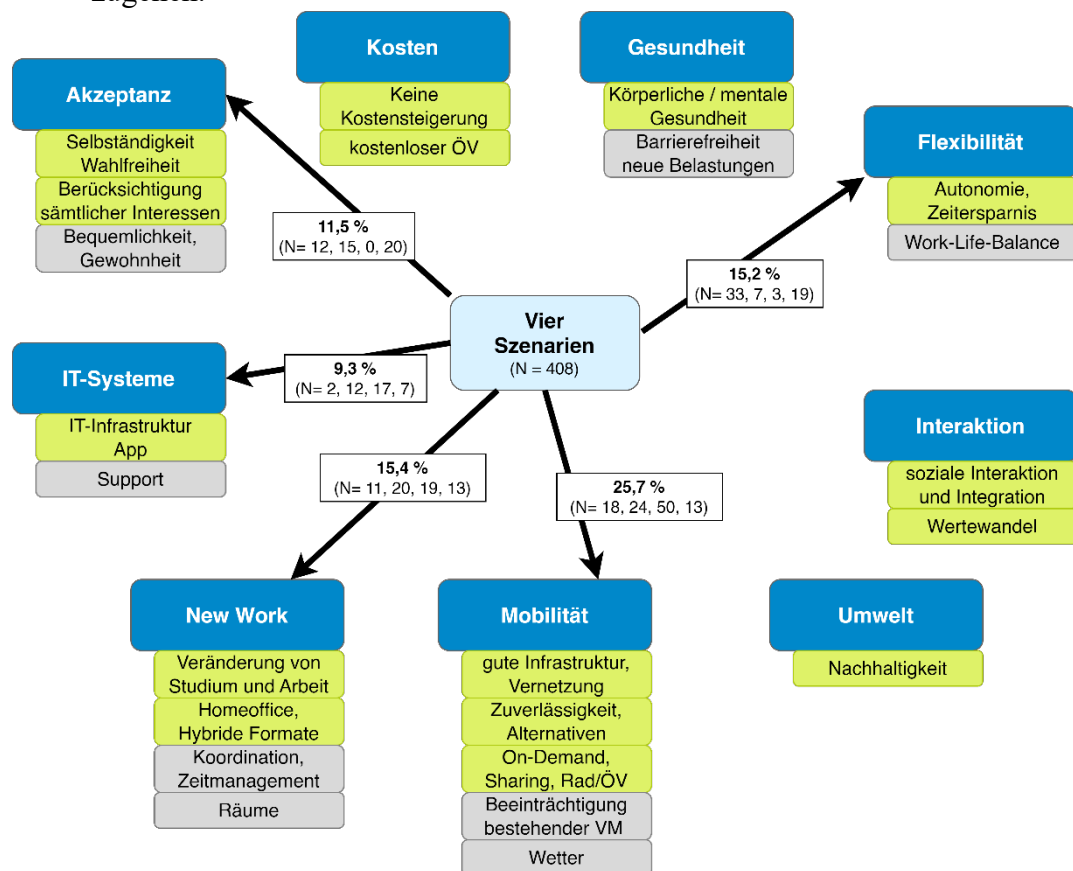 zugehen.
Kosten
Keine
Kostensteigerung
kostenloser ÖV
Gesundheit
Körperliche / mentale
Gesundheit
Barrierefreiheit
neue Belastungen
Akzeptanz
Selbständigkeit
Wahlfreiheit
Berücksichtigung
sämtlicher Interessen
Bequemlichkeit,
Gewohnheit
Flexibilität
Autonomie,
Zeitersparnis
Work-Life-Balance
11,5 %
(N= 12, 15, 0, 20)
15,2 %
(N= 33, 7, 3, 19)
Vier
Szenarien
(N = 408)
IT-Systeme
IT-Infrastruktur
App
Support
9,3 %
(N= 2, 12, 17, 7)
Interaktion
soziale Interaktion
und Integration
Wertewandel
15,4 %
(N= 11, 20, 19, 13)
25,7 %
(N= 18, 24, 50, 13)
New Work
Veränderung von
Studium und Arbeit
Homeoffice,
Hybride Formate
Koordination,
Zeitmanagement
Räume
Mobilität
gute Infrastruktur,
Vernetzung
Zuverlässigkeit,
Alternativen
On-Demand,
Sharing, Rad/ÖV
Beeinträchtigung
bestehender VM
Wetter
Umwelt
Nachhaltigkeit